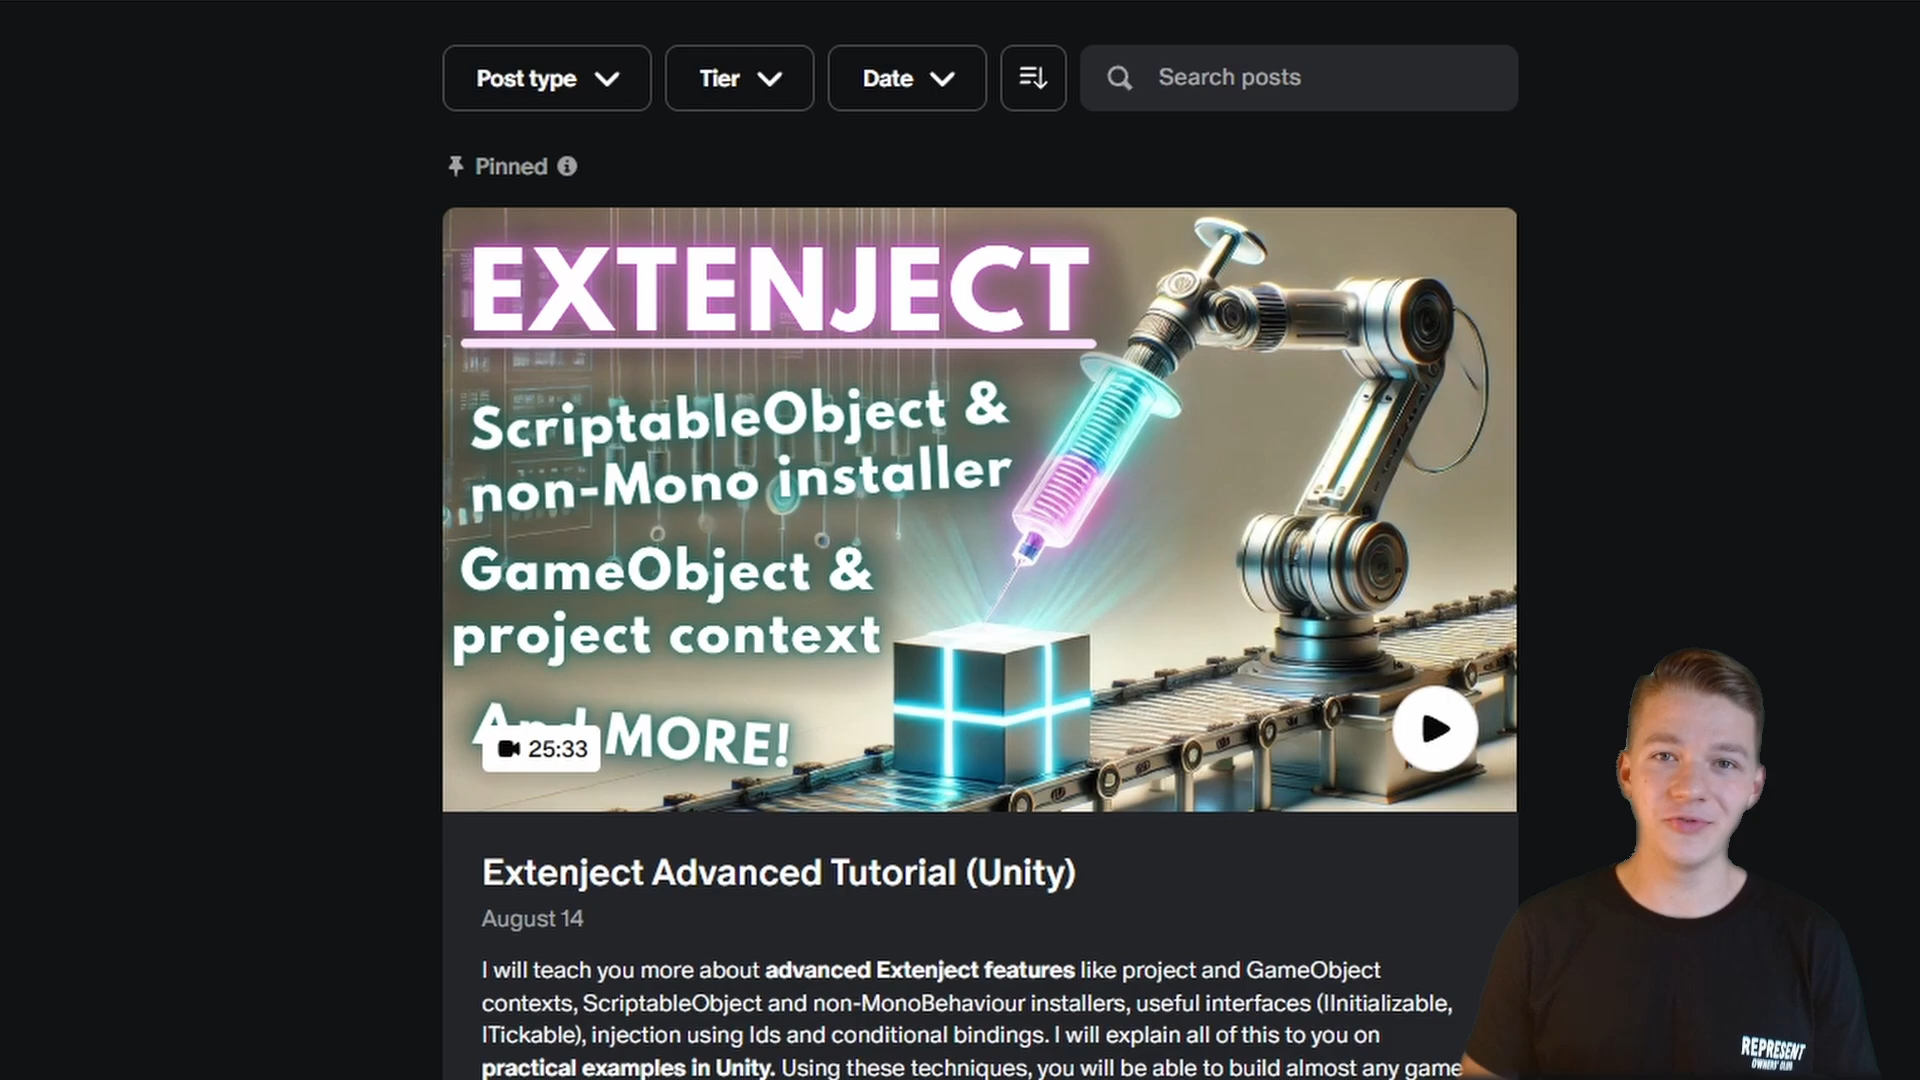 Post type
Tier
Date
Search posts
Pinned
EXTENJECT
ScriptableObject &
non-Mono installer
GameObject &
project context
And MORE!
25:33
Extenject Advanced Tutorial (Unity)
August 14
I will teach you more about advanced Extenject features like project and GameObject
contexts, ScriptableObject and non-MonoBehaviour installers, useful interfaces (IInitializable,
ITickable), injection using Ids and conditional bindings. I will explain all of this to you on
practical examples in Unity. Using these techniques, you will be able to build almost any game
REPRESENT
OWNERS' CLUB